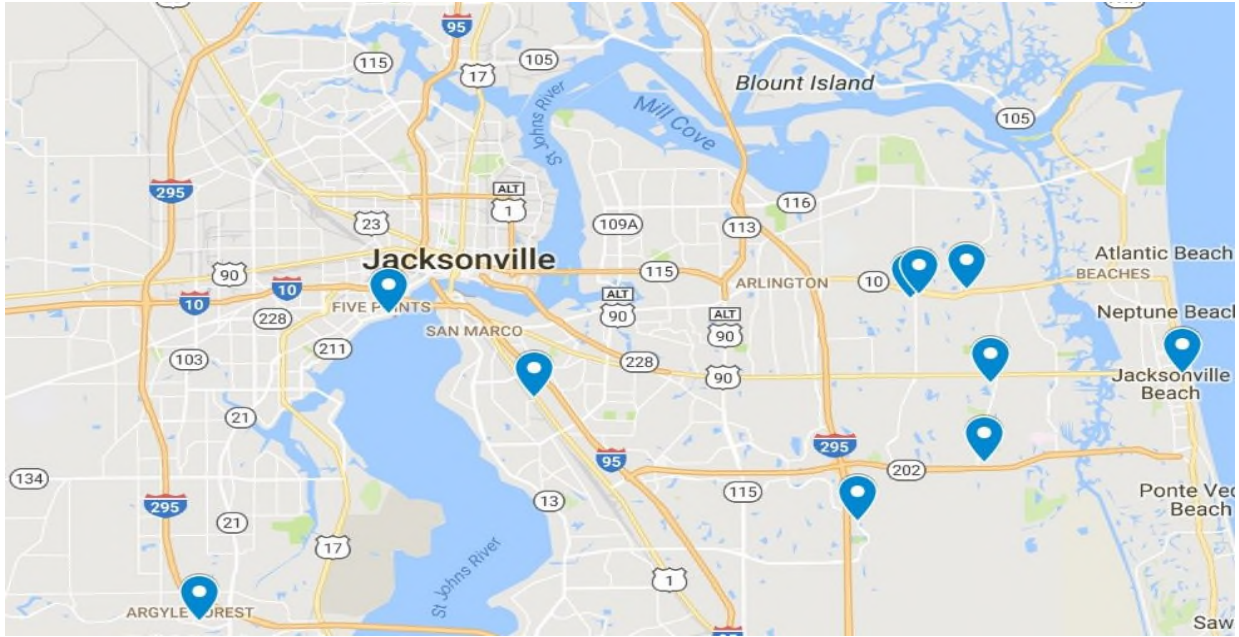 95
115
105
17
Blount Island
Mill Cove
St Johns River
105
295
ALT
1
116
109A
23
113
Jacksonville
Atlantic Beach
90
115
BEACHES
10
ARLINGTON
10
10
ALT
90
FIVE POINTS
228
SAN MARCO
ALT
90
Neptune Beach
211
103
228
90
Jacksonville
Beach
21
295
95
202
134
115
13
Ponte Ved
Beach
295
21
17
St Johns River
1
ARGYLE FOREST
Saw